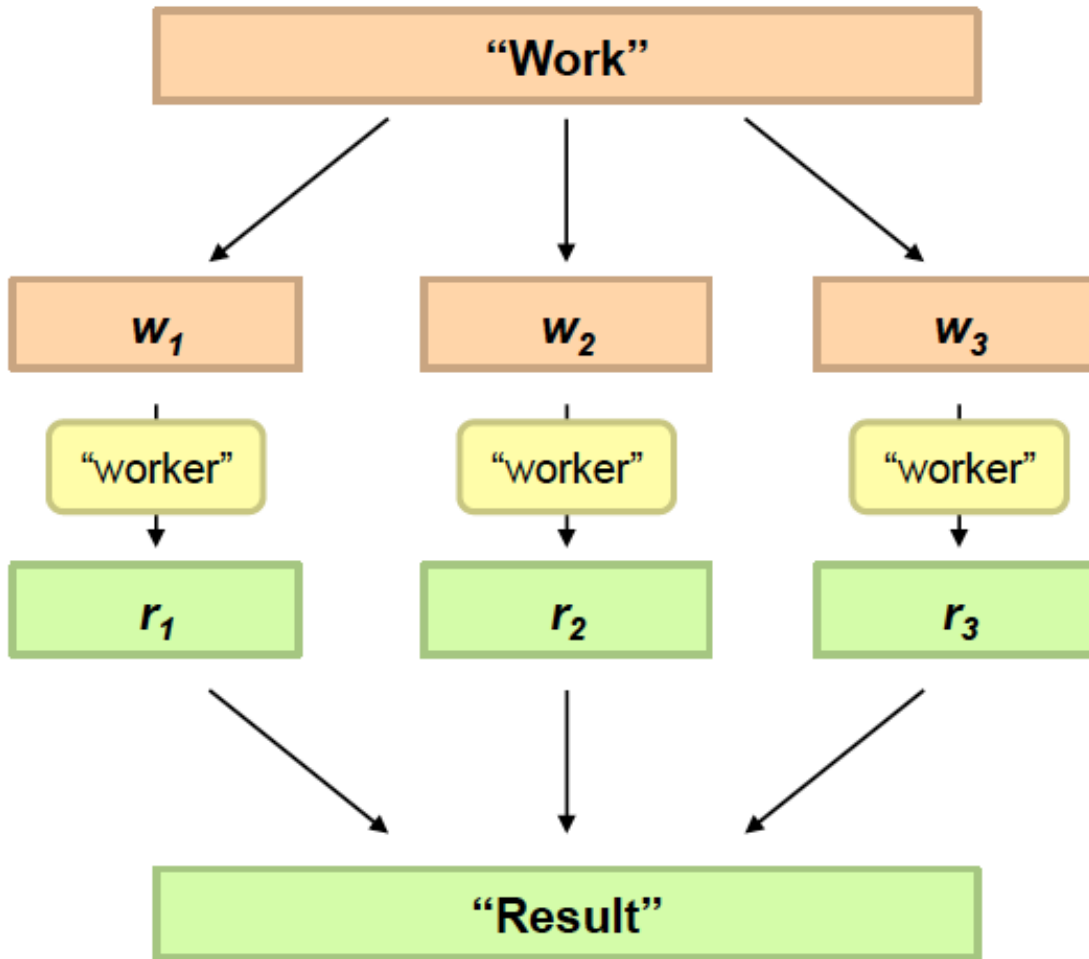 “Work”
w₁ w₂ w₃
“worker” “worker” “worker”
r₁ r₂ r₃
“Result”